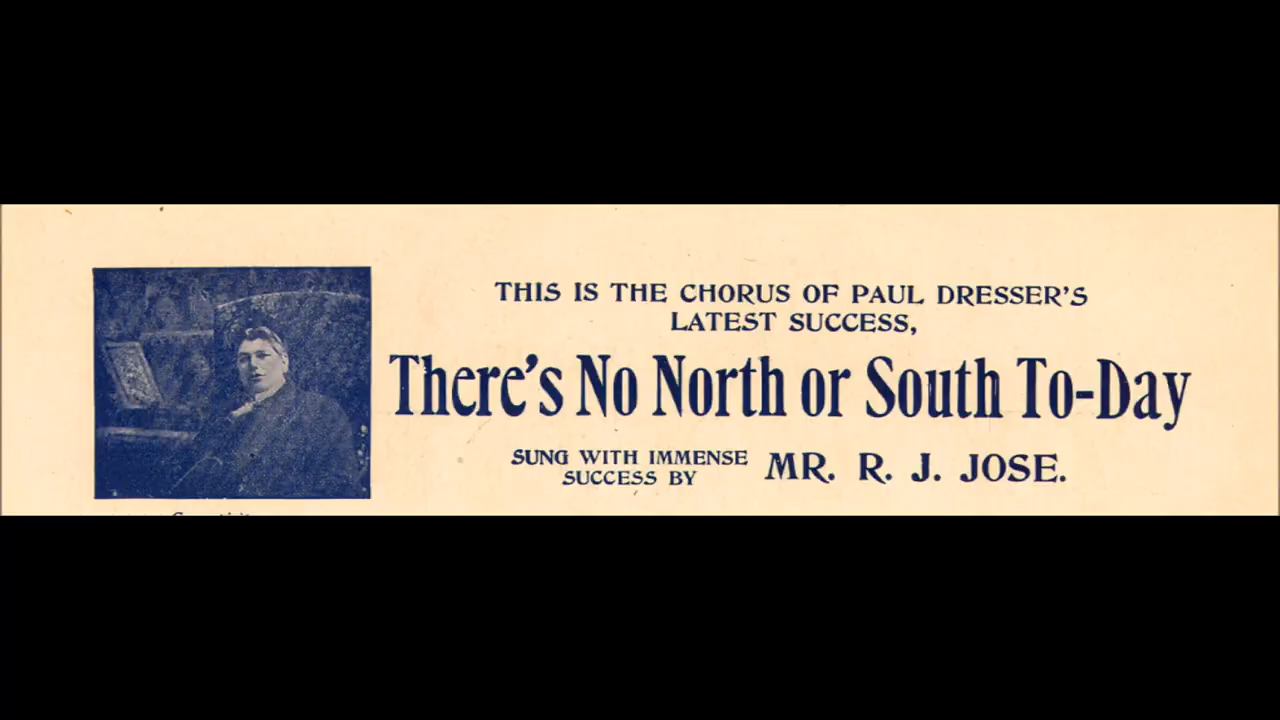 THIS IS THE CHORUS OF PAUL DRESSER'S
LATEST SUCCESS,
There's No North or South To-Day
SUNG WITH IMMENSE
SUCCESS BY
MR. R. J. JOSE.